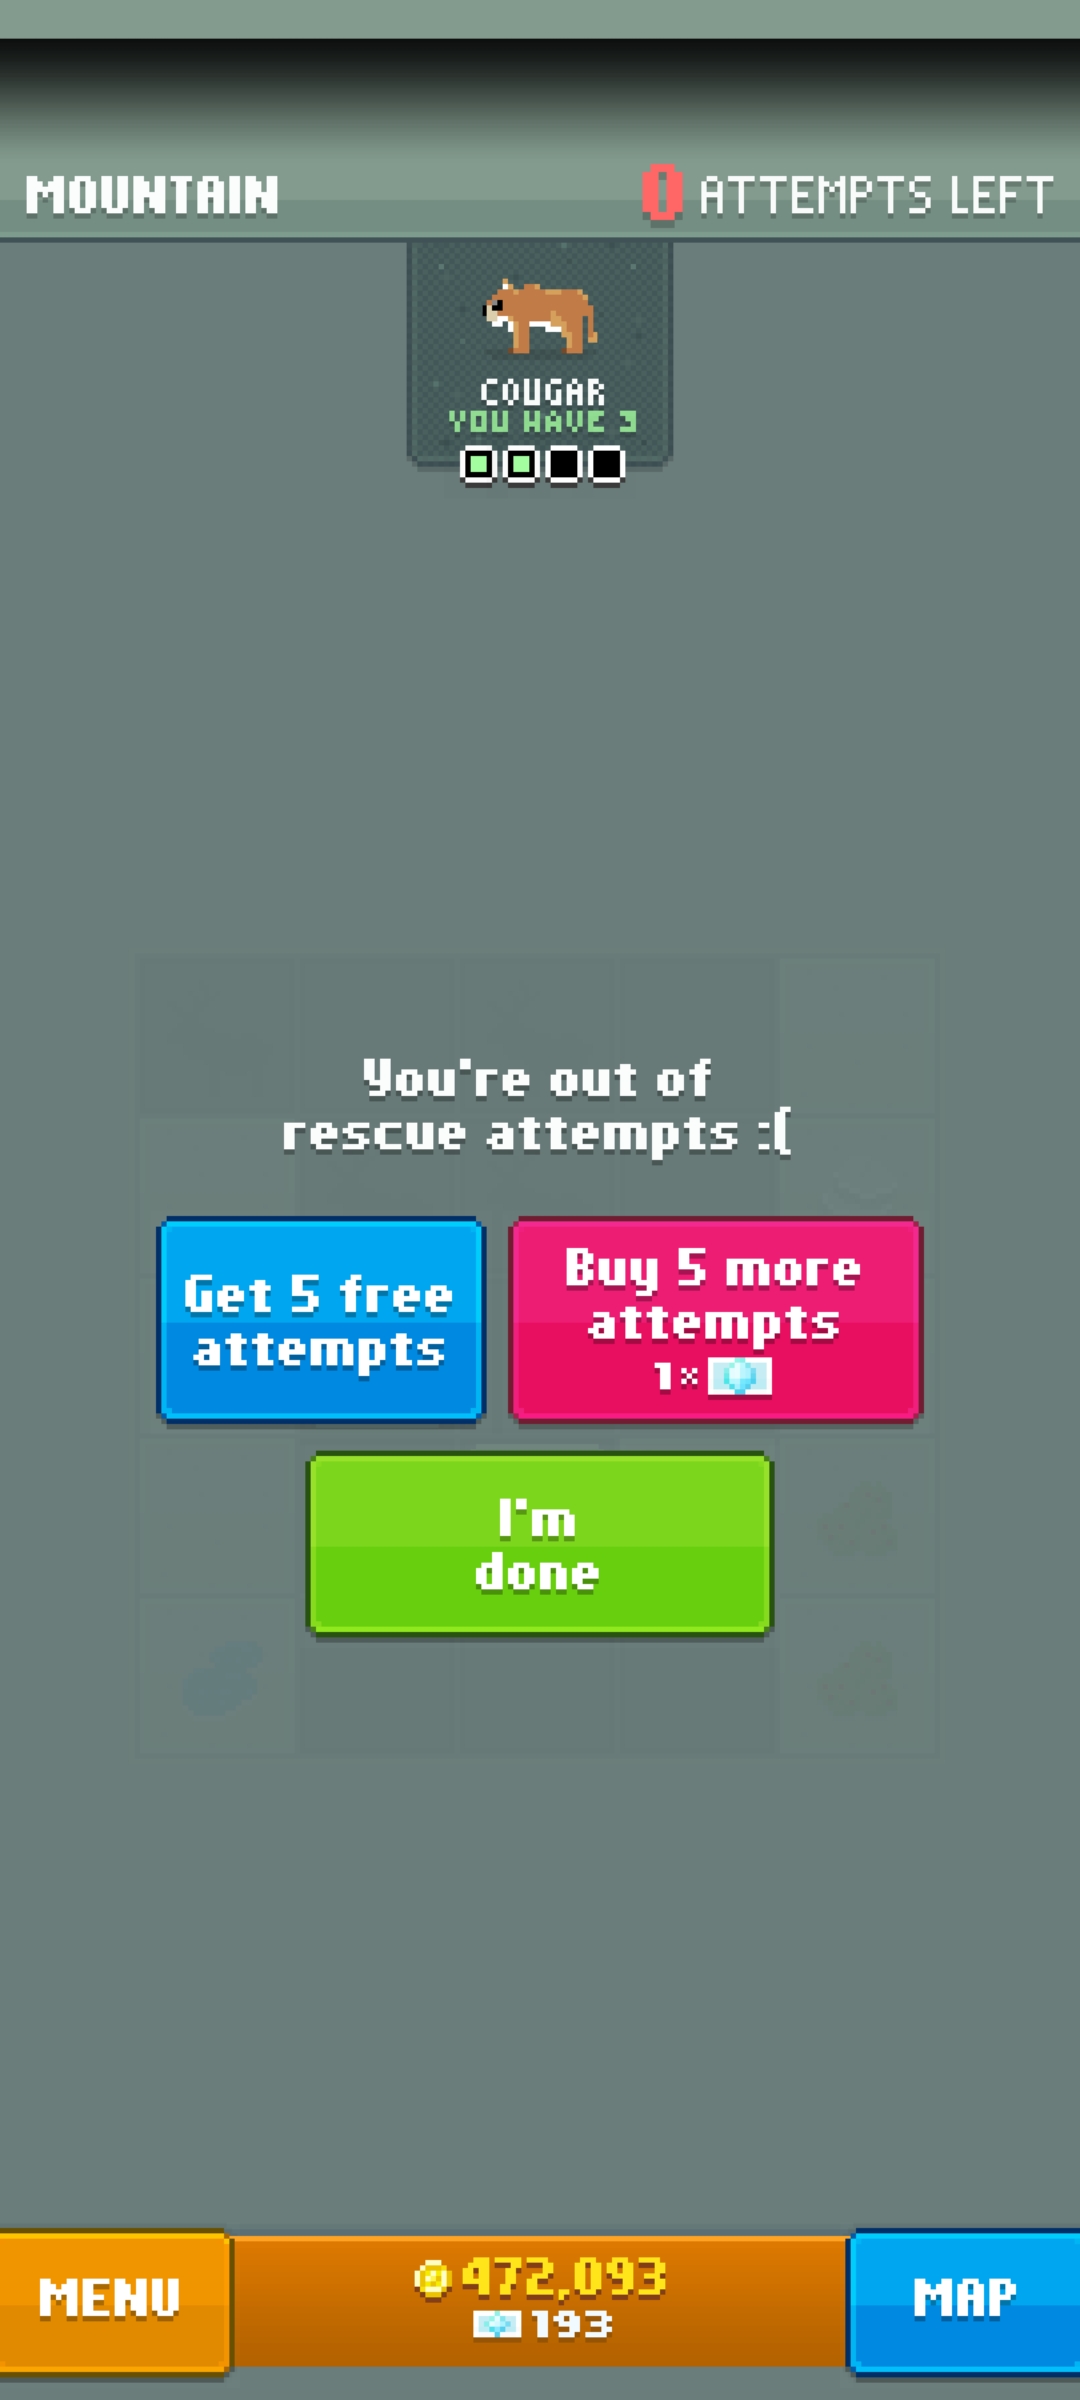 MOUNTAIN
0 ATTEMPTS LEFT
COUGAR
YOU HAVE 3
You're out of
rescue attempts :(
Get 5 free
attempts
Buy 5 more
attempts
1×
I'm
done
MENU
472,093
193
MAP